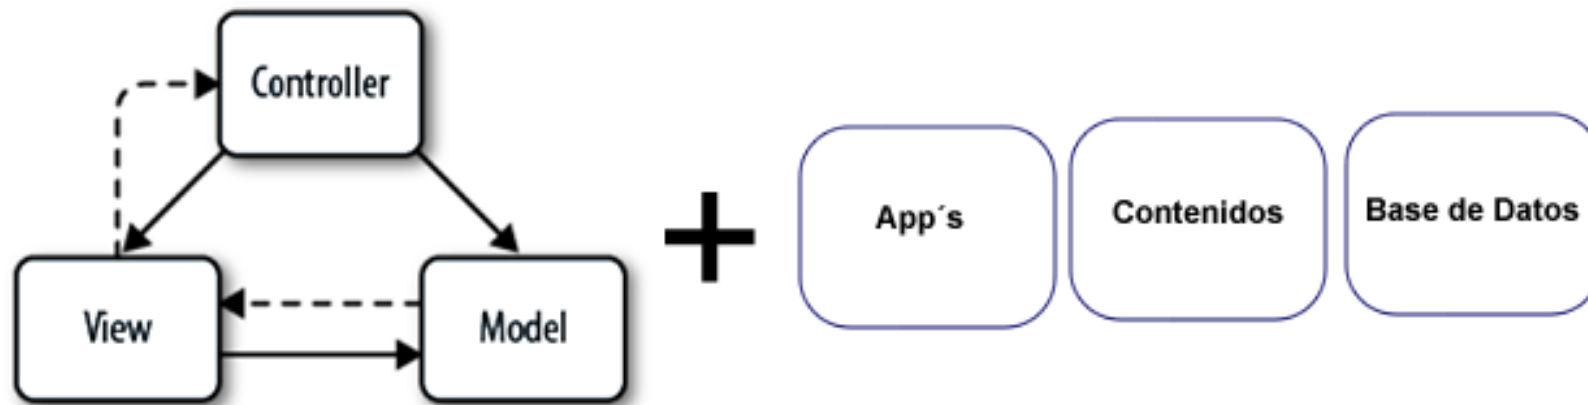 Controller
View
Model
+
App´s
Contenidos
Base de Datos